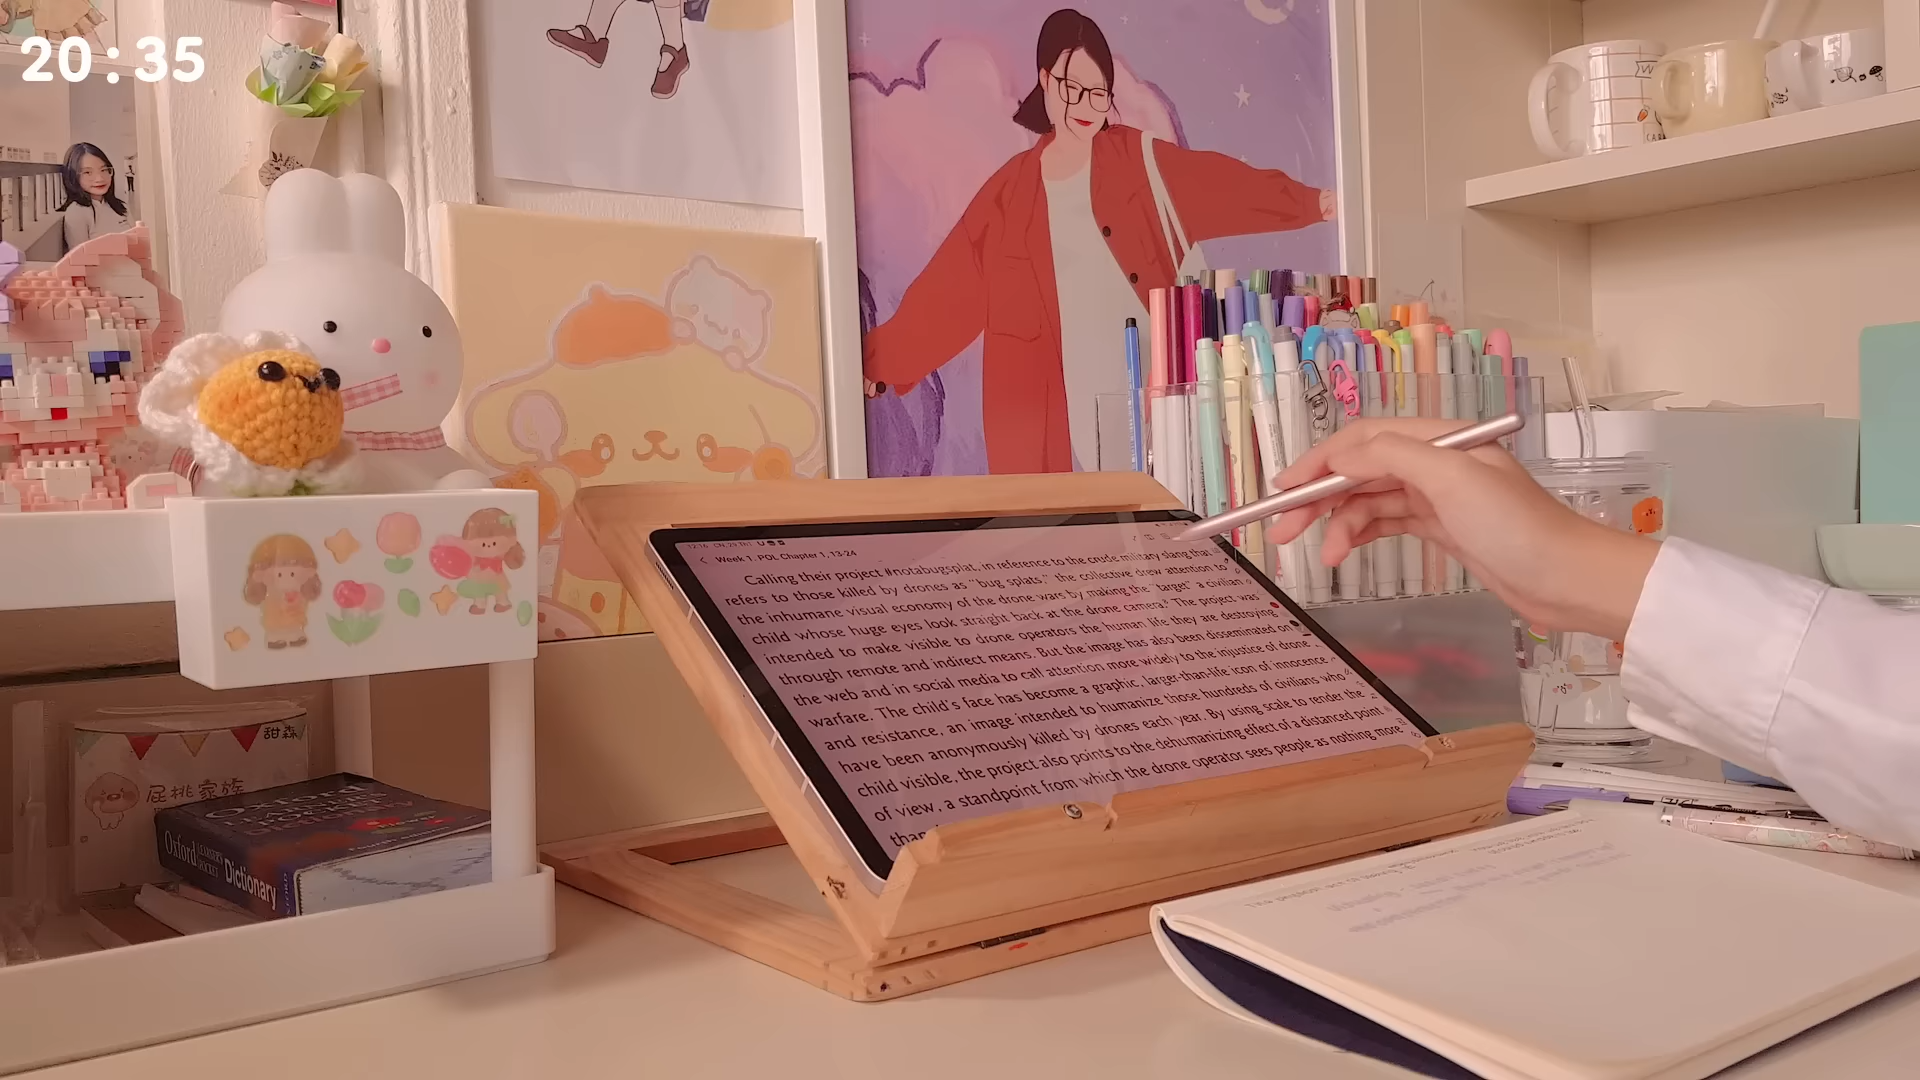 20:35
Week 1. POL Chapter 1, 13-24
Calling their project #notabugsplat, in reference to the crude military slang that
refers to those killed by drones as "bug splats," the collective drew attention to
the inhumane visual economy of the drone wars by making the "target" a civilian
child whose huge eyes look straight back at the drone camera. The project was
intended to make visible to drone operators the human life they are destroying
through remote and indirect means. But the image has also been disseminated on
the web and in social media to call attention more widely to the injustice of drone
warfare. The child's face has become a graphic, larger-than-life icon of innocence
and resistance, an image intended to humanize those hundreds of civilians who
have been anonymously killed by drones each year. By using scale to render the
child visible, the project also points to the dehumanizing effect of a distanced point
of view, a standpoint from which the drone operator sees people as nothing more
than
甜森
屁桃家族
Oxford
Dictionary
Oxford LEARNER'S POCKET Dictionary
OXFORD